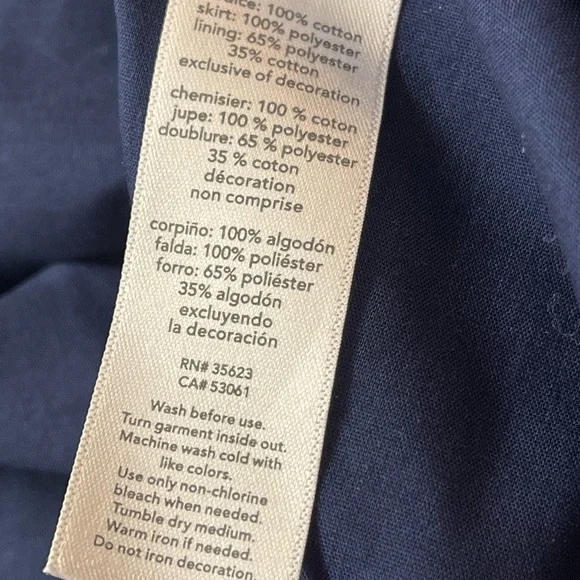 100% cotton
skirt: 100% polyester
lining: 65% polyester
35% cotton
exclusive of decoration
chemisier: 100 % coton
jupe: 100 % polyester
doublure: 65 % polyester
35 % coton
décoration
non comprise
corpiño: 100% algodón
falda: 100% poliéster
forro: 65% poliéster
35% algodón
excluyendo
la decoración
RN# 35623
CA# 53061
Wash before use.
Turn garment inside out.
Machine wash cold with
like colors.
Use only non-chlorine
bleach when needed.
Tumble dry medium.
Warm iron if needed.
Do not iron decoration.